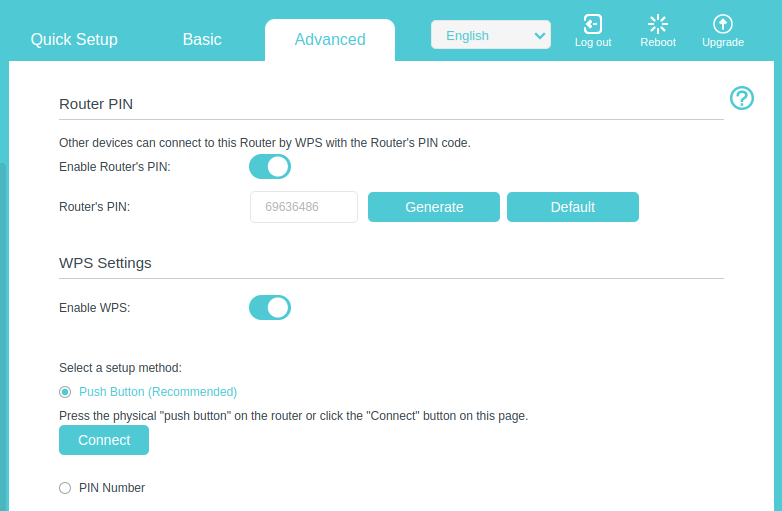 Quick Setup Basic Advanced English Log out Reboot Upgrade
Router PIN
Other devices can connect to this Router by WPS with the Router's PIN code.
Enable Router's PIN:
Router's PIN: 69636486 Generate Default
WPS Settings
Enable WPS:
Select a setup method:
Push Button (Recommended)
Press the physical "push button" on the router or click the "Connect" button on this page.
Connect
PIN Number